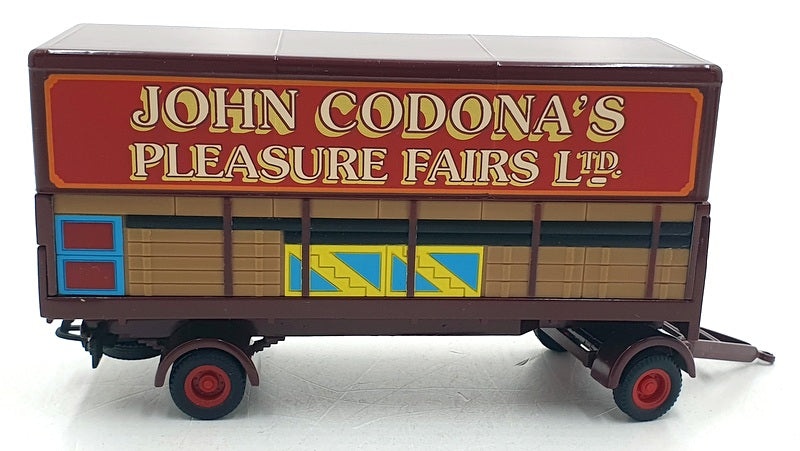 JOHN CODONA'S
PLEASURE FAIRS LTD.